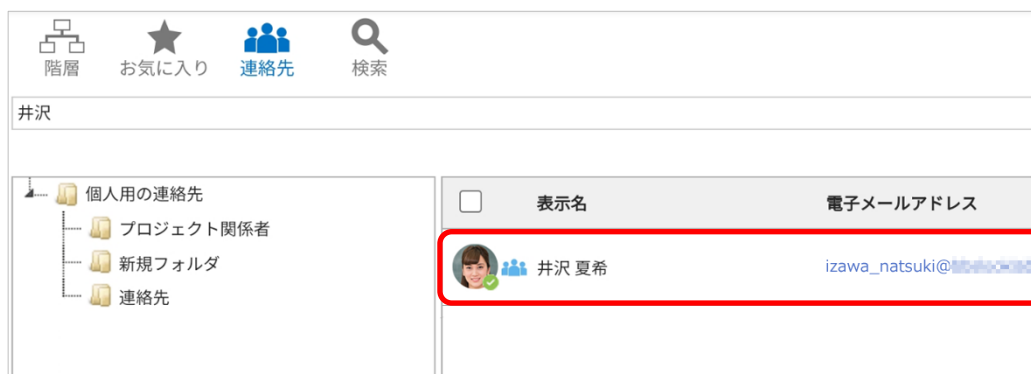 階層 お気に入り 連絡先 検索
井沢
個人用の連絡先
プロジェクト関係者
新規フォルダ
連絡先
表示名 電子メールアドレス
井沢 夏希 izawa_natsuki@